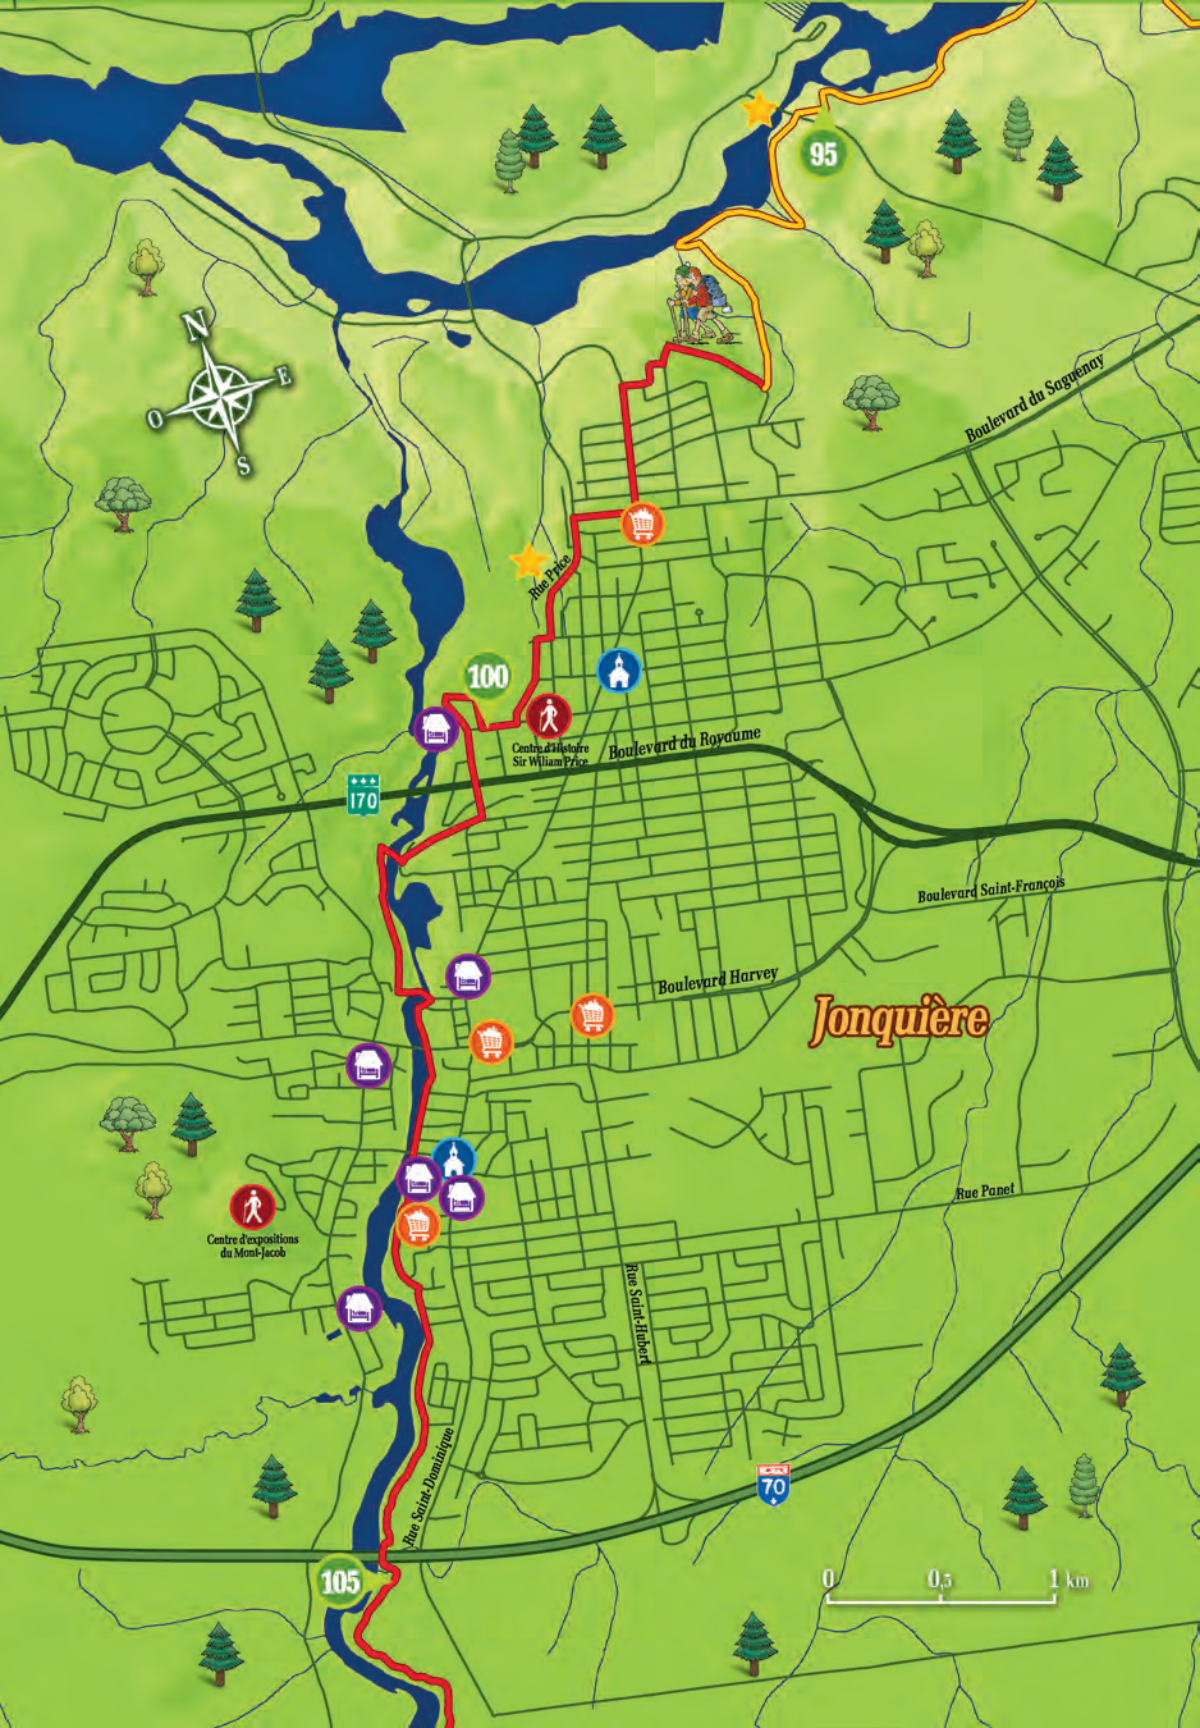 95
N
E
O
S
Boulevard du Saguenay
Rue Price
100
Centre d'Histoire
Sir Wiliam Price
Boulevard du Royaume
170
Boulevard Saint-François
Boulevard Harvey
Jonquière
Rue Panet
Centre d'expositions
du Mont-Jacob
Rue Saint-Hubert
Rue Saint-Dominique
70
105
0 0,5 1 km